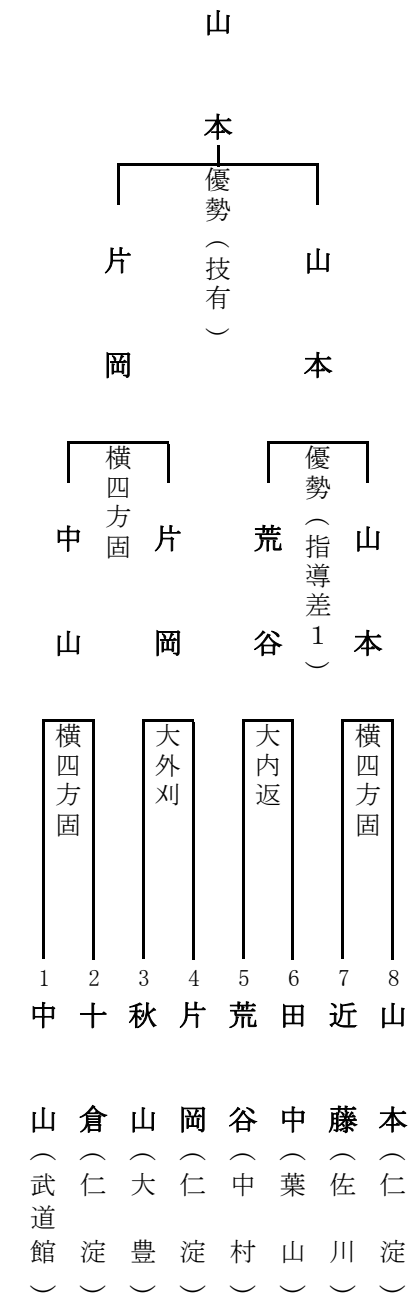 山本
優勢（技有）
片岡
山本
横四方固
優勢（指導差1）
中山
片岡
荒谷
山本
横四方固
大外刈
大内返
横四方固
1 中山（武道館）
2 十倉（仁淀）
3 秋山（大豊）
4 片岡（仁淀）
5 荒谷（中村）
6 田中（葉山）
7 近藤（佐川）
8 山本（仁淀）